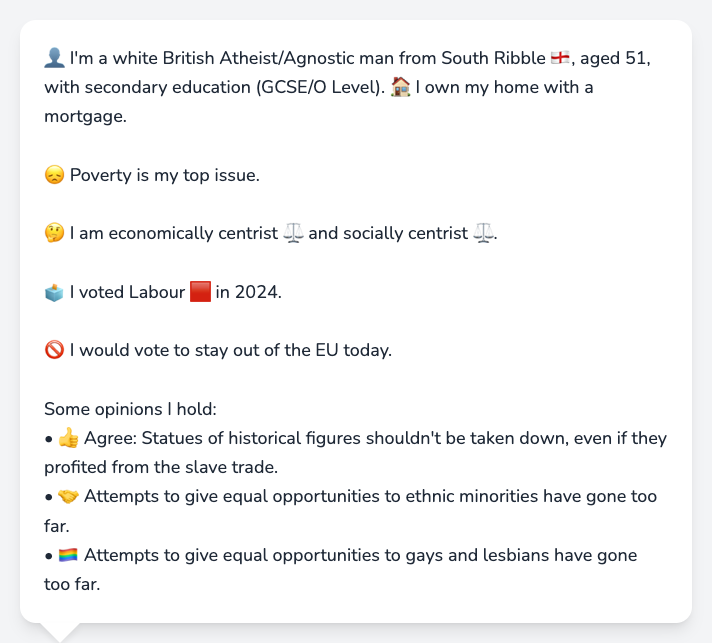 👤 I'm a white British Atheist/Agnostic man from South Ribble 🏴󠁧󠁢󠁥󠁮󠁧󠁿, aged 51,
with secondary education (GCSE/O Level). 🏠 I own my home with a
mortgage.
😞 Poverty is my top issue.
🤔 I am economically centrist ⚖️ and socially centrist ⚖️.
🗳️ I voted Labour 🟥 in 2024.
🚫 I would vote to stay out of the EU today.
Some opinions I hold:
• 👍 Agree: Statues of historical figures shouldn't be taken down, even if they
profited from the slave trade.
• 🤝 Attempts to give equal opportunities to ethnic minorities have gone too
far.
• 🏳️‍🌈 Attempts to give equal opportunities to gays and lesbians have gone
too far.